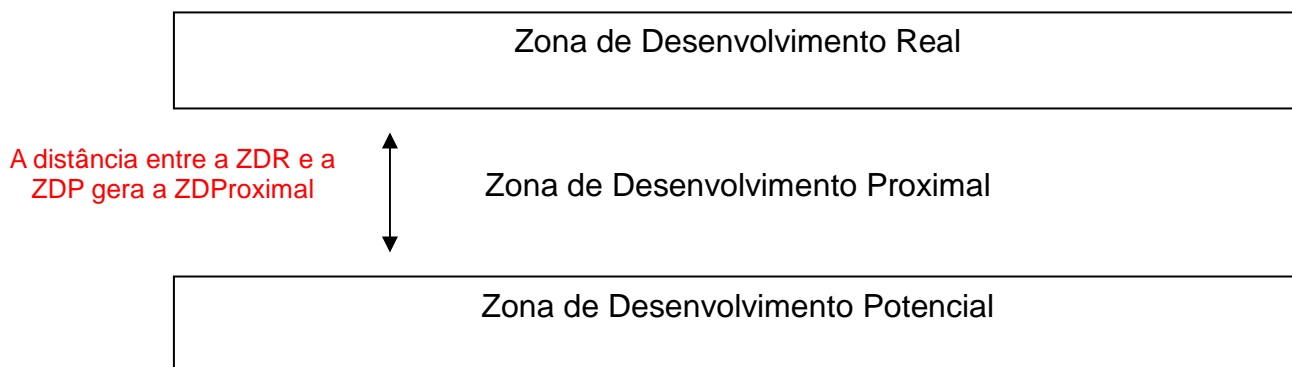 Zona de Desenvolvimento Real
A distância entre a ZDR e a
ZDP gera a ZDProximal
Zona de Desenvolvimento Proximal
Zona de Desenvolvimento Potencial